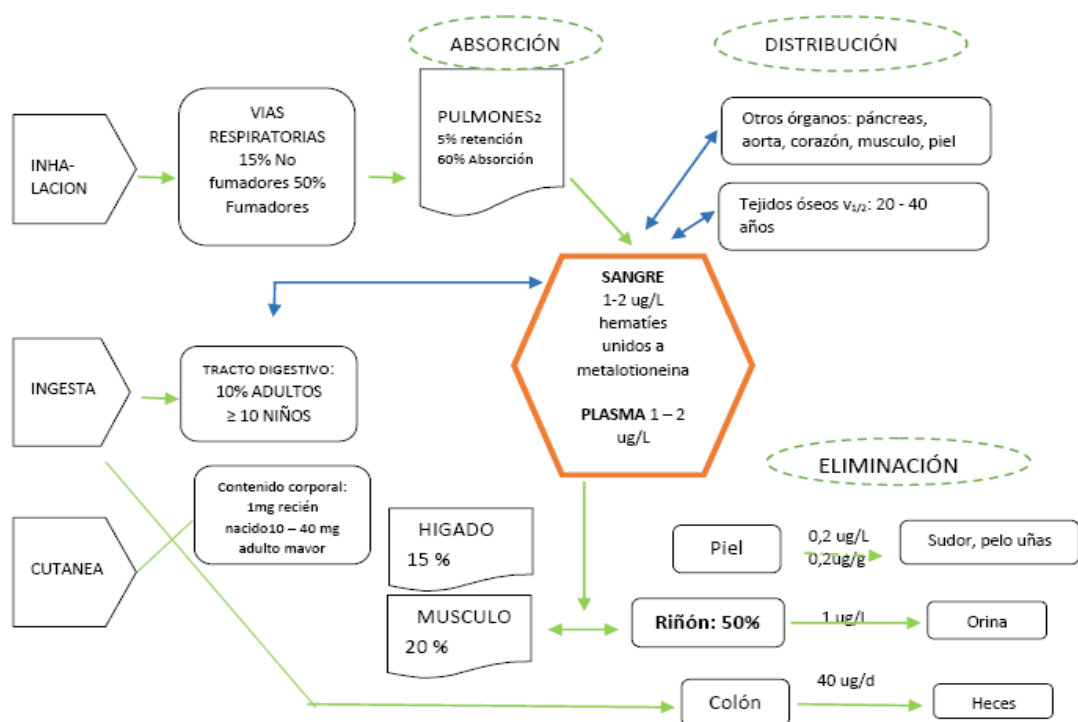 ABSORCIÓN
DISTRIBUCIÓN
INHA-
LACION
VIAS
RESPIRATORIAS
15% No
fumadores 50%
Fumadores
PULMONES2
5% retención
60% Absorción
Otros órganos: páncreas,
aorta, corazón, musculo, piel
Tejidos óseos v1/2: 20 - 40
años
SANGRE
1-2 ug/L
hematíes
unidos a
metalotioneina
PLASMA 1 – 2
ug/L
INGESTA
TRACTO DIGESTIVO:
10% ADULTOS
≥ 10 NIÑOS
CUTANEA
Contenido corporal:
1mg recién
nacido10 – 40 mg
adulto mayor
HIGADO
15 %
MUSCULO
20 %
ELIMINACIÓN
Piel
0,2 ug/L
0,2ug/g
Sudor, pelo uñas
Riñón: 50%
1 ug/L
Orina
Colón
40 ug/d
Heces